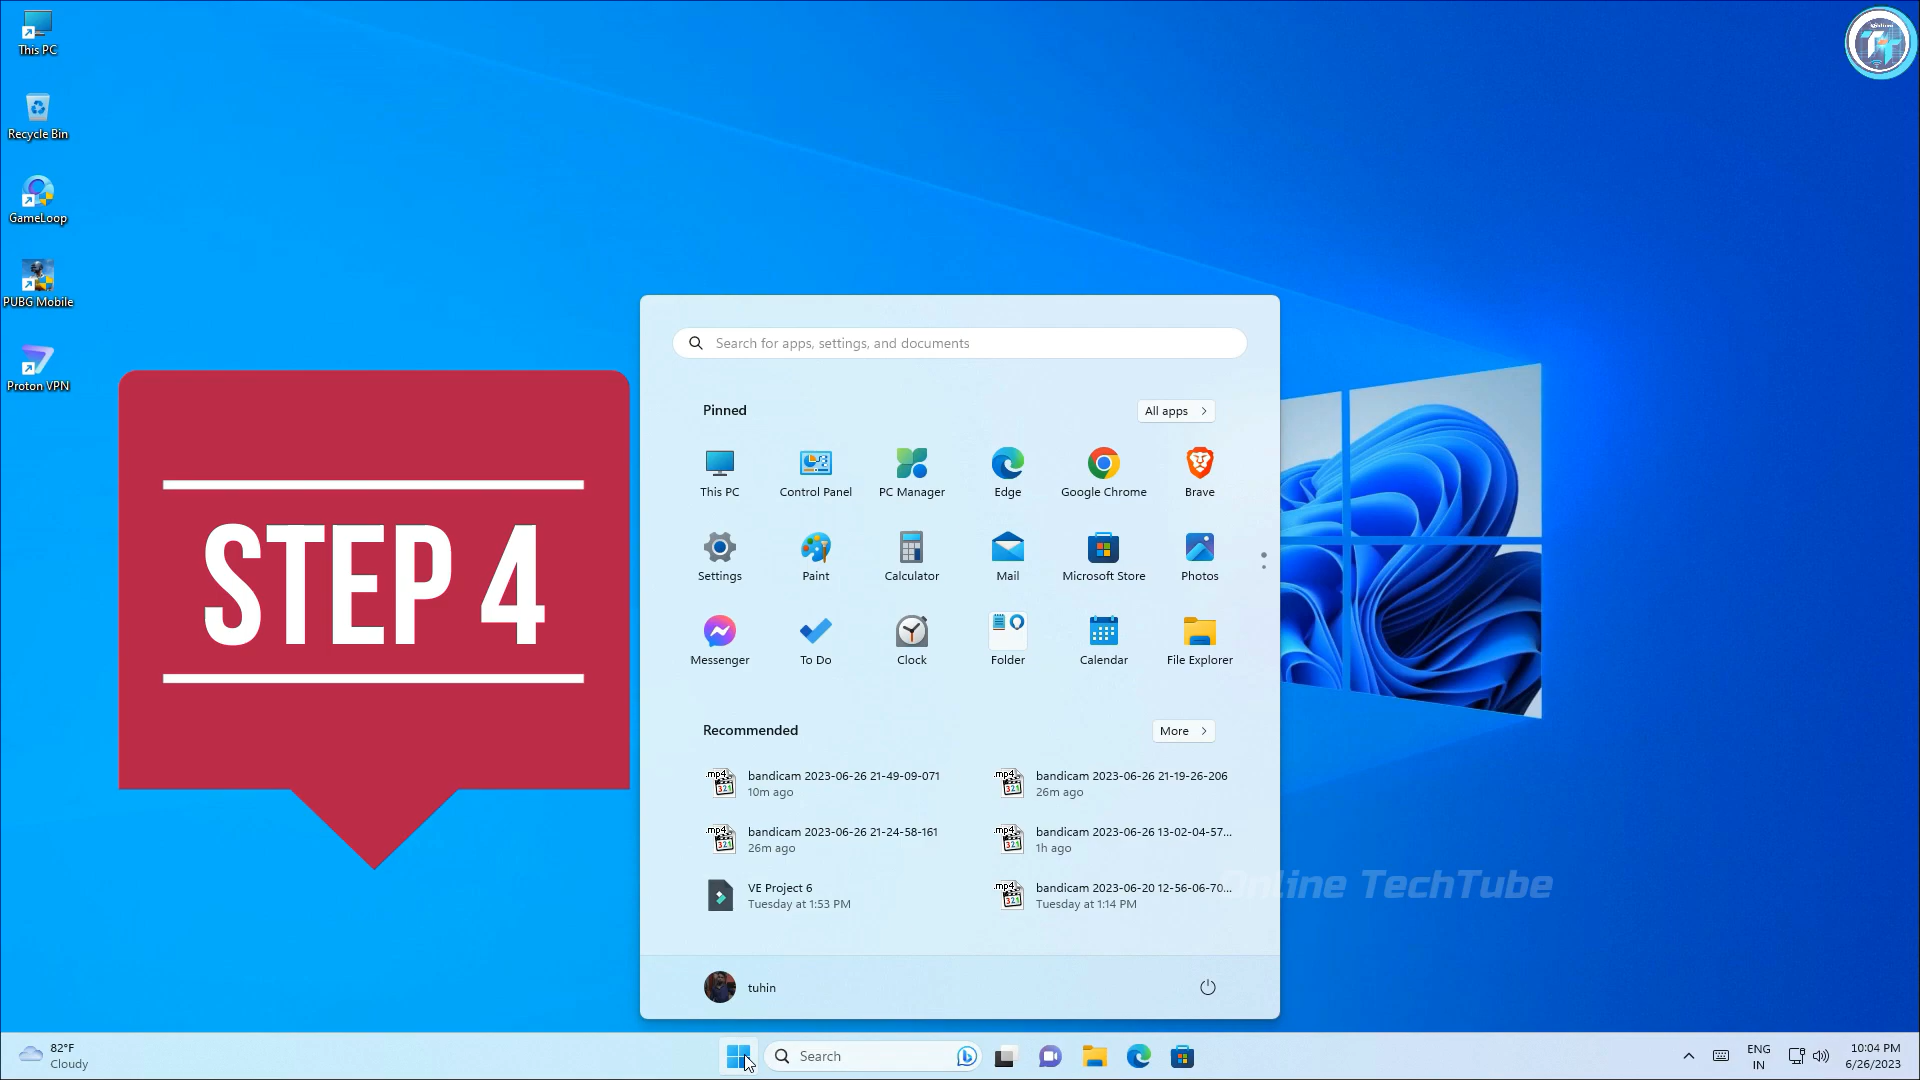 This PC
Recycle Bin
GameLoop
PUBG Mobile
Proton VPN
STEP 4
Search for apps, settings, and documents
Pinned
All apps
This PC
Control Panel
PC Manager
Edge
Google Chrome
Brave
Settings
Paint
Calculator
Mail
Microsoft Store
Photos
Messenger
To Do
Clock
Folder
Calendar
File Explorer
Recommended
More
.mp4
bandicam 2023-06-26 21-49-09-071
10m ago
.mp4
bandicam 2023-06-26 21-19-26-206
26m ago
.mp4
bandicam 2023-06-26 21-24-58-161
26m ago
.mp4
bandicam 2023-06-26 13-02-04-57...
1h ago
VE Project 6
Tuesday at 1:53 PM
.mp4
bandicam 2023-06-20 12-56-06-70...
Tuesday at 1:14 PM
Online TechTube
tuhin
82°F
Cloudy
Search
ENG
IN
10:04 PM
6/26/2023